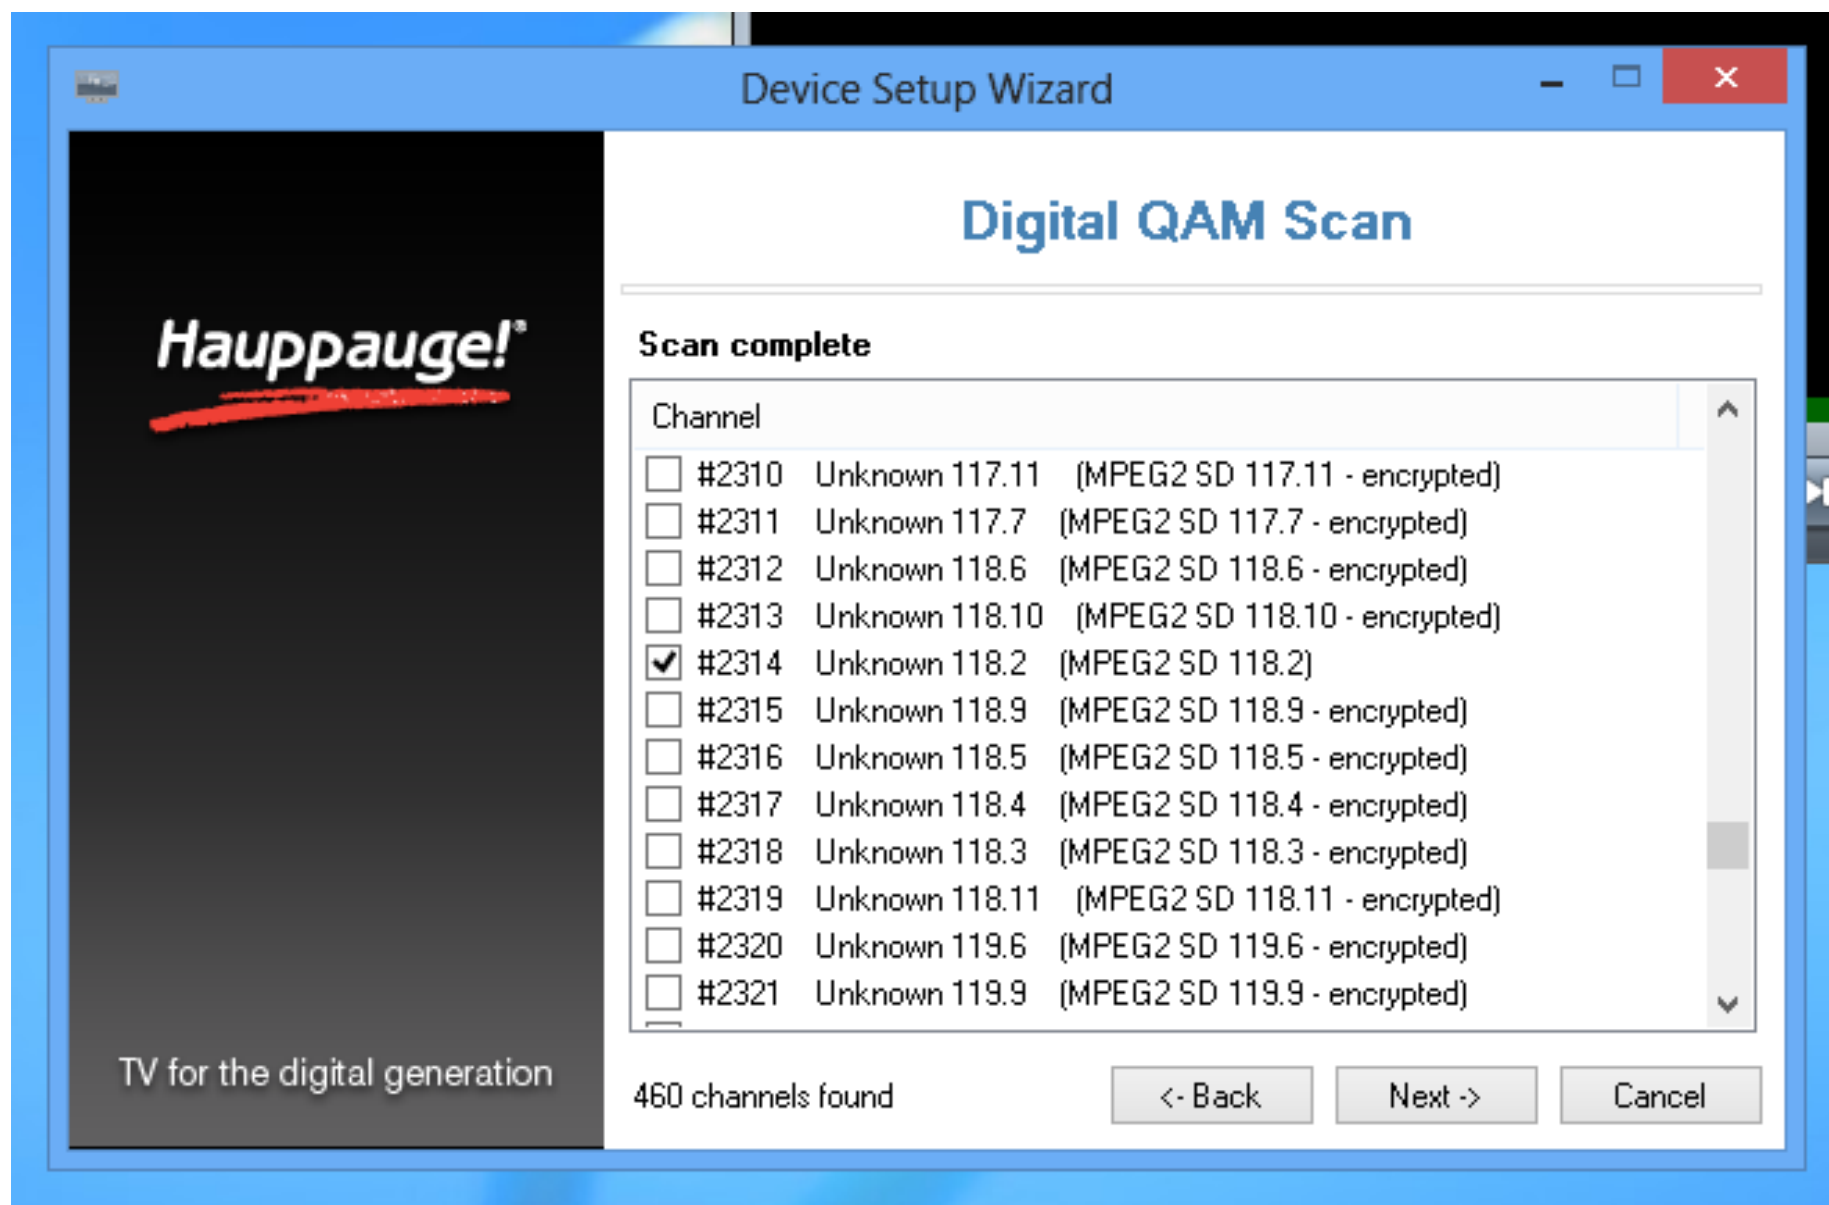 Device Setup Wizard
Digital QAM Scan
Hauppauge!®
Scan complete
Channel
#2310 Unknown 117.11 (MPEG2 SD 117.11 - encrypted)
#2311 Unknown 117.7 (MPEG2 SD 117.7 - encrypted)
#2312 Unknown 118.6 (MPEG2 SD 118.6 - encrypted)
#2313 Unknown 118.10 (MPEG2 SD 118.10 - encrypted)
#2314 Unknown 118.2 (MPEG2 SD 118.2)
#2315 Unknown 118.9 (MPEG2 SD 118.9 - encrypted)
#2316 Unknown 118.5 (MPEG2 SD 118.5 - encrypted)
#2317 Unknown 118.4 (MPEG2 SD 118.4 - encrypted)
#2318 Unknown 118.3 (MPEG2 SD 118.3 - encrypted)
#2319 Unknown 118.11 (MPEG2 SD 118.11 - encrypted)
#2320 Unknown 119.6 (MPEG2 SD 119.6 - encrypted)
#2321 Unknown 119.9 (MPEG2 SD 119.9 - encrypted)
TV for the digital generation
460 channels found
<- Back
Next ->
Cancel